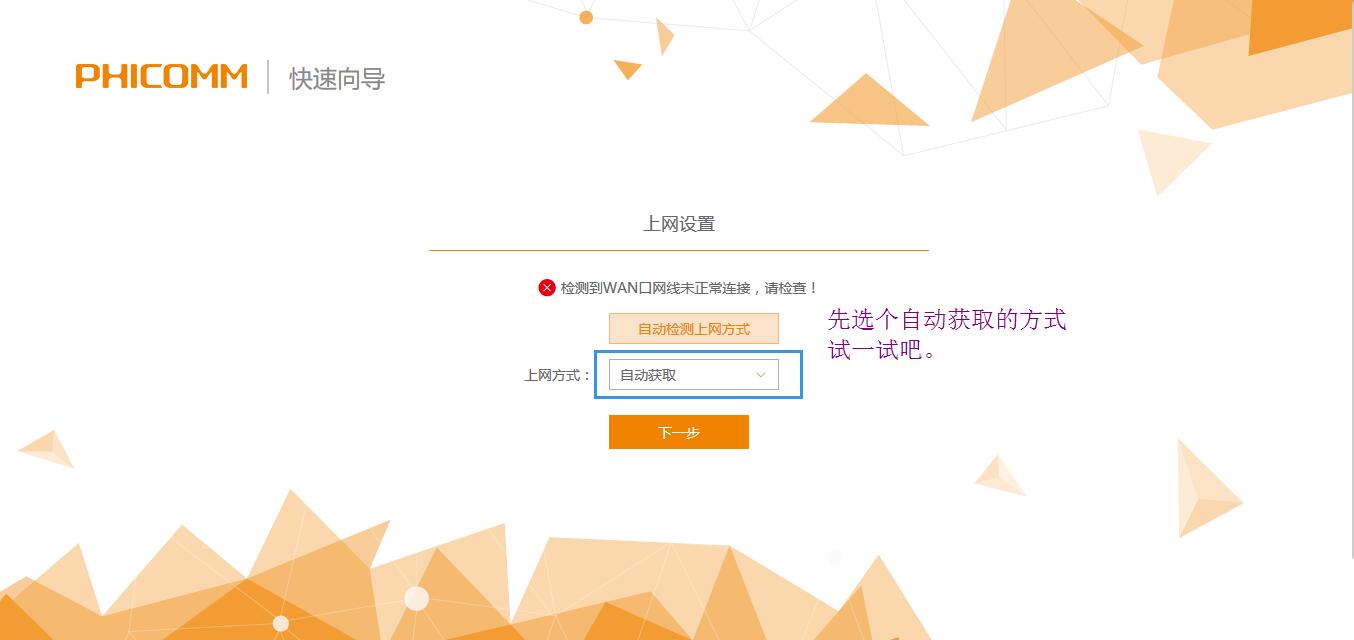 PHICOMM 快速向导
上网设置
检测到WAN口网线未正常连接，请检查！
自动检测上网方式
先选个自动获取的方式
试一试吧。
上网方式： 自动获取
下一步